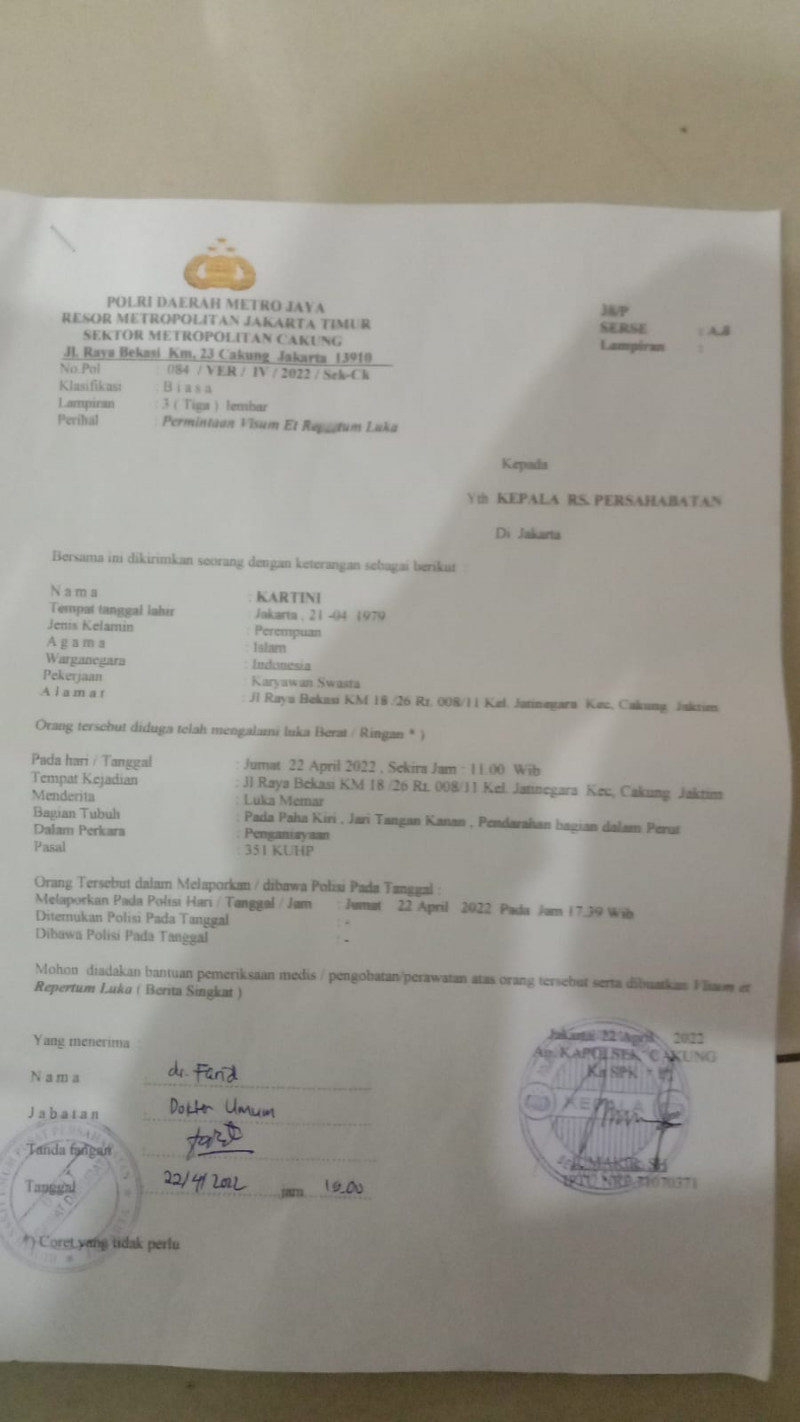 POLRI DAERAH METRO JAYA
RESOR METROPOLITAN JAKARTA TIMUR
SEKTOR METROPOLITAN CAKUNG
Jl. Raya Bekasi Km, 23 Cakung Jakarta 13910
SERSE : A.8
Lampiran :
No.Pol : 084 / VER / IV / 2022 / Sek-Ck
Klasifikasi : B i a s a
Lampiran : 3 ( Tiga ) lembar
Perihal : Permintaan Visum Et Repertum Luka
Kepada
Yth KEPALA RS. PERSAHABATAN
Di Jakarta
Bersama ini dikirimkan seorang dengan keterangan sebagai berikut :
N a m a : KARTINI
Tempat tanggal lahir : Jakarta , 21 -04 1979
Jenis Kelamin : Perempuan
A g a m a : Islam
Warganegara : Indonesia
Pekerjaan : Karyawan Swasta
A l a m a t : Jl Raya Bekasi KM 18 /26 Rt. 008/11 Kel. Jatinegara Kec, Cakung Jaktim
Orang tersebut diduga telah mengalami luka Berat / Ringan * )
Pada hari / Tanggal : Jumat 22 April 2022 , Sekira Jam : 11.00 Wib
Tempat Kejadian : Jl Raya Bekasi KM 18 /26 Rt. 008/11 Kel. Jatinegara Kec, Cakung Jaktim
Menderita : Luka Memar
Bagian Tubuh : Pada Paha Kiri , Jari Tangan Kanan , Pendarahan bagian dalam Perut
Dalam Perkara : Penganiayaan
Pasal : 351 KUHP
Orang Tersebut dalam Melaporkan / dibawa Polisi Pada Tanggal :
Melaporkan Pada Polisi Hari / Tanggal / Jam : Jumat 22 April 2022 Pada Jam 17.39 Wib
Ditemukan Polisi Pada Tanggal : -
Dibawa Polisi Pada Tanggal : -
Mohon diadakan bantuan pemeriksaan medis / pengobatan/perawatan atas orang tersebut serta dibuatkan Visum et
Repertum Luka ( Berita Singkat )
Jakarta 22 April 2022
An. KAPOLSEK CAKUNG
Ka SPK
KEPALA
IPTU NRP 71070371
Yang menerima :
N a m a : dr. Farid
J a b a t a n : Dokter Umum
Tanda tangan :
Tanggal : 22/4/2022 jam
*) Coret yang tidak perlu